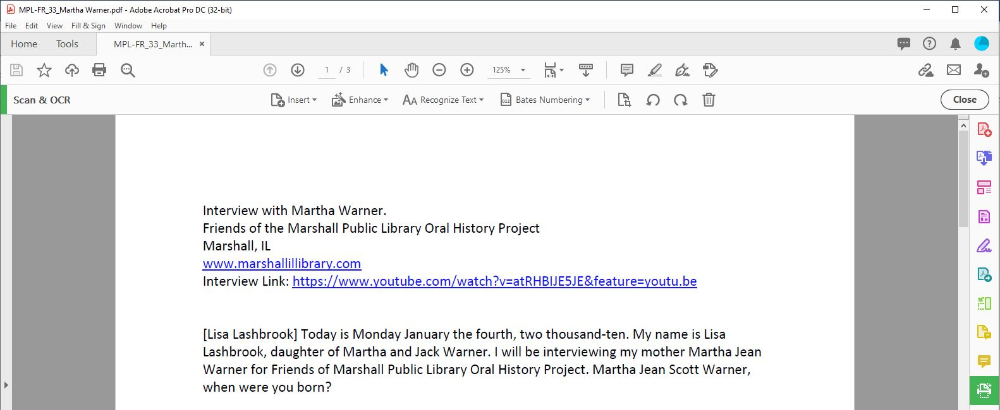 MPL-FR_33_Martha Warner.pdf - Adobe Acrobat Pro DC (32-bit)
File Edit View Fill & Sign Window Help
Home Tools MPL-FR_33_Marth... ×
1 / 3 125%
Scan & OCR Insert Enhance AA Recognize Text 012 Bates Numbering Close
Interview with Martha Warner.
Friends of the Marshall Public Library Oral History Project
Marshall, IL
www.marshallillibrary.com
Interview Link: https://www.youtube.com/watch?v=atRHBIJE5JE&feature=youtu.be
[Lisa Lashbrook] Today is Monday January the fourth, two thousand-ten. My name is Lisa
Lashbrook, daughter of Martha and Jack Warner. I will be interviewing my mother Martha Jean
Warner for Friends of Marshall Public Library Oral History Project. Martha Jean Scott Warner,
when were you born?